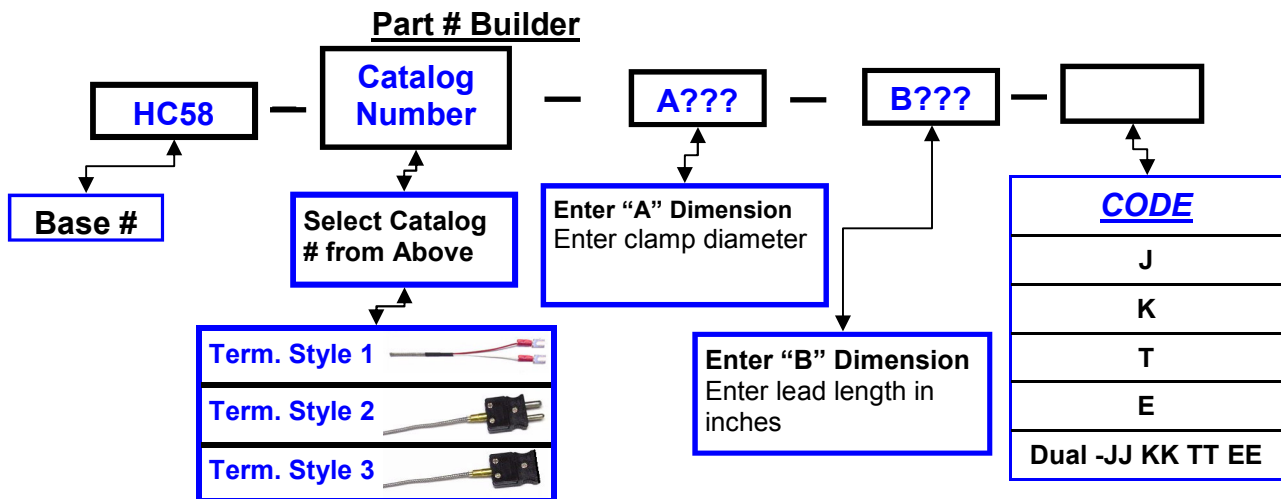 Part # Builder
HC58
Catalog
Number
A???
B???
Base #
Select Catalog
# from Above
Enter “A” Dimension
Enter clamp diameter
Enter “B” Dimension
Enter lead length in
inches
Term. Style 1
Term. Style 2
Term. Style 3
CODE
J
K
T
E
Dual -JJ KK TT EE